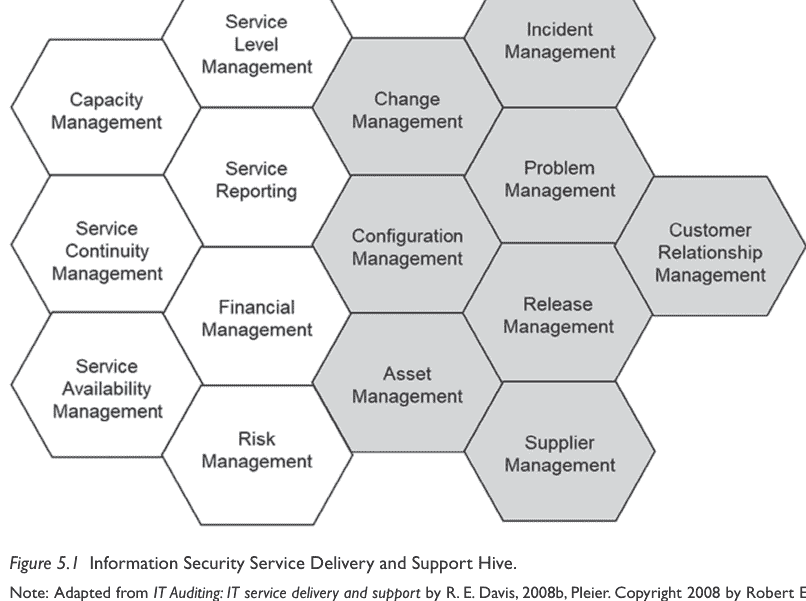 Service
Level
Management
Incident
Management
Capacity
Management
Change
Management
Service
Reporting
Problem
Management
Service
Continuity
Management
Configuration
Management
Customer
Relationship
Management
Financial
Management
Release
Management
Service
Availability
Management
Asset
Management
Risk
Management
Supplier
Management
Figure 5.1 Information Security Service Delivery and Support Hive.
Note: Adapted from IT Auditing: IT service delivery and support by R. E. Davis, 2008b, Pleier. Copyright 2008 by Robert E